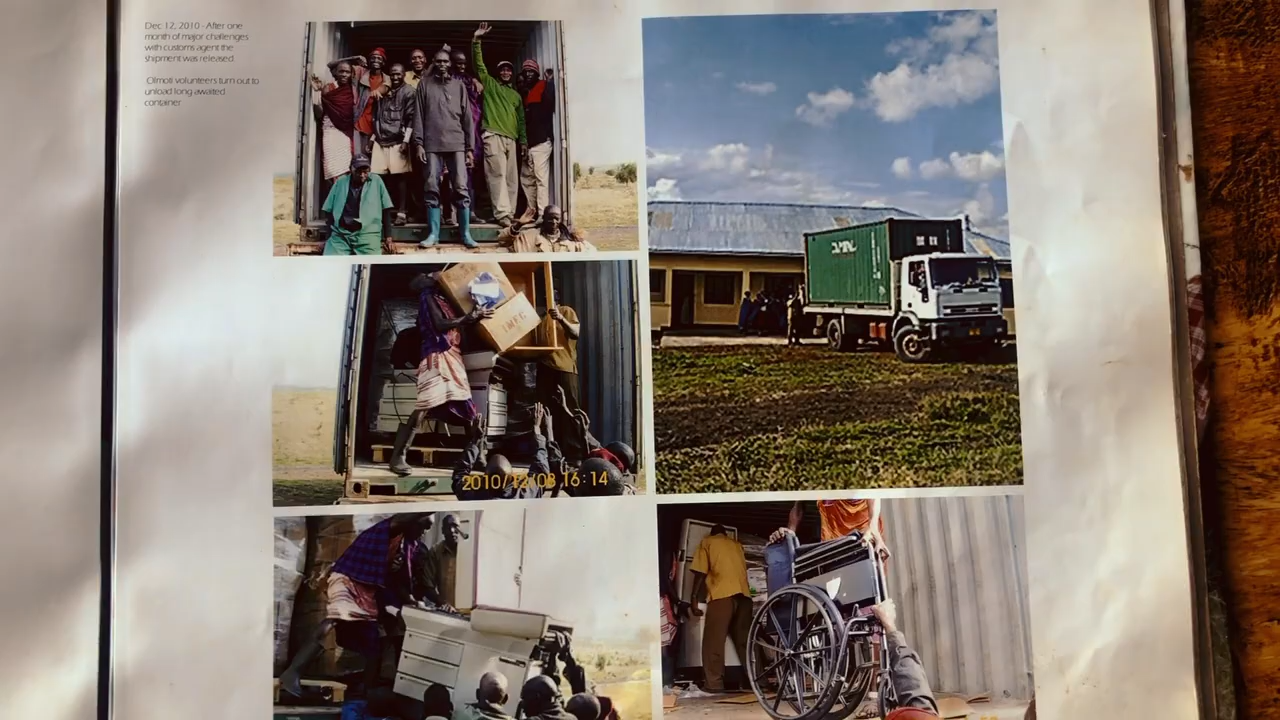 Dec 12, 2010 - After one
month of major challenges
with customs agent the
shipment was released.
Olmoti volunteers turn out to
unload long awaited
container
IMEC
2010/12/08 16:14